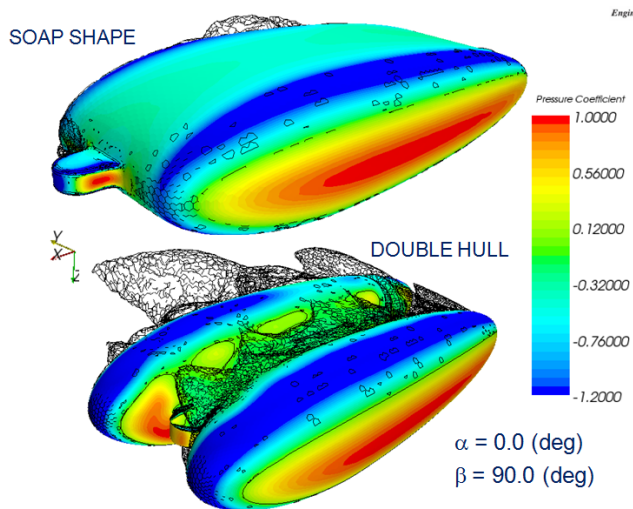 Engi
SOAP SHAPE
Pressure Coefficient
1.0000
0.56000
0.12000
-0.32000
-0.76000
-1.2000
Y
X
Z
DOUBLE HULL
α = 0.0 (deg)
β = 90.0 (deg)